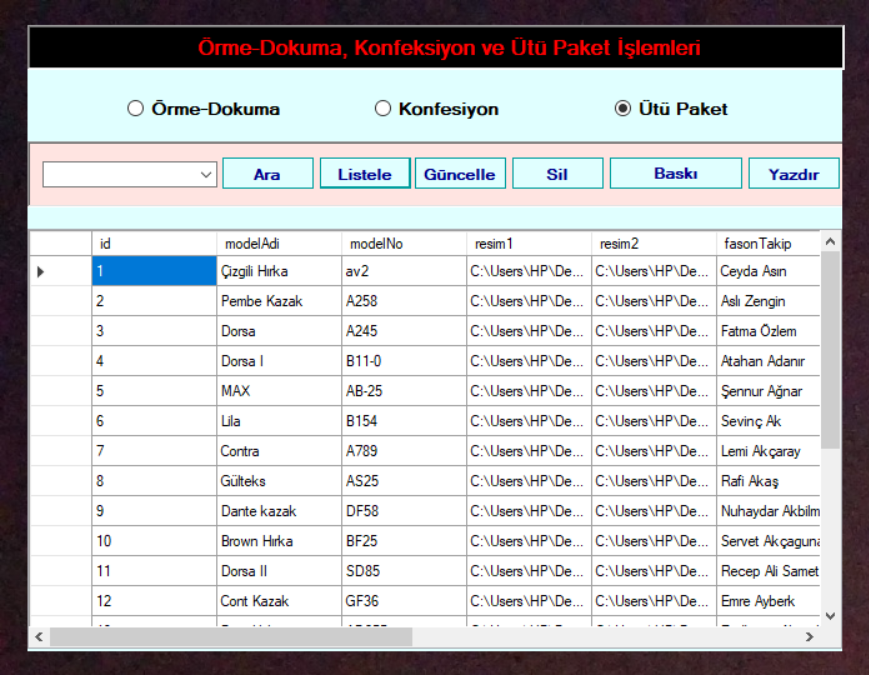 Örme-Dokuma, Konfeksiyon ve Ütü Paket İşlemleri
Örme-Dokuma Konfesiyon Ütü Paket
Ara Listele Güncelle Sil Baskı Yazdır
id modelAdi modelNo resim1 resim2 fasonTakip
1 Çizgili Hırka av2 C:\Users\HP\De... C:\Users\HP\De... Ceyda Asın
2 Pembe Kazak A258 C:\Users\HP\De... C:\Users\HP\De... Aslı Zengin
3 Dorsa A245 C:\Users\HP\De... C:\Users\HP\De... Fatma Özlem
4 Dorsa I B11-0 C:\Users\HP\De... C:\Users\HP\De... Atahan Adanır
5 MAX AB-25 C:\Users\HP\De... C:\Users\HP\De... Şennur Ağnar
6 Lila B154 C:\Users\HP\De... C:\Users\HP\De... Sevinç Ak
7 Contra A789 C:\Users\HP\De... C:\Users\HP\De... Lemi Akçaray
8 Gülteks AS25 C:\Users\HP\De... C:\Users\HP\De... Rafi Akaş
9 Dante kazak DF58 C:\Users\HP\De... C:\Users\HP\De... Nuhaydar Akbilm
10 Brown Hırka BF25 C:\Users\HP\De... C:\Users\HP\De... Servet Akçaguna
11 Dorsa II SD85 C:\Users\HP\De... C:\Users\HP\De... Recep Ali Samet
12 Cont Kazak GF36 C:\Users\HP\De... C:\Users\HP\De... Emre Ayberk